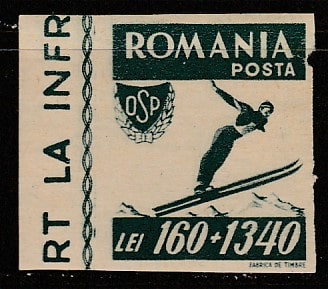 RT LA INFR
ROMANIA
POSTA
OSP
LEI 160+1340
FABRICA DE TIMBRE